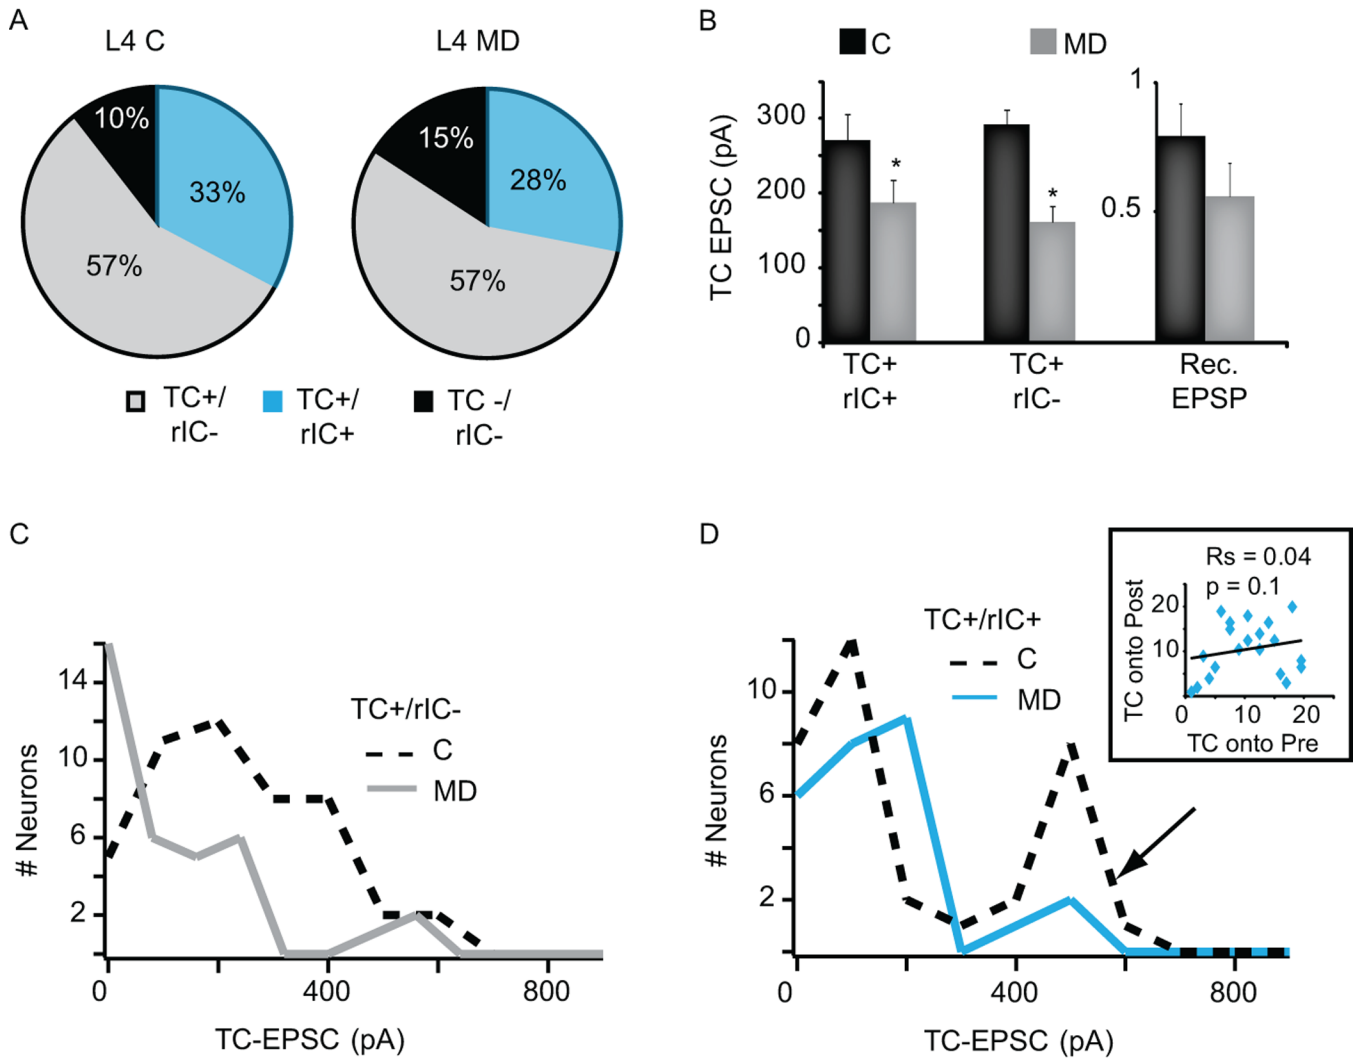 A
L4 C
L4 MD
10%
33%
57%
15%
28%
57%
TC+/
rIC-
TC+/
rIC+
TC -/
rIC-
B
C
MD
TC EPSC (pA)
300
200
100
0
1
0.5
TC+
rIC+
TC+
rIC-
Rec.
EPSP
*
*
C
# Neurons
14
10
6
2
TC+/rIC-
C
MD
0
400
800
TC-EPSC (pA)
D
# Neurons
10
6
2
TC+/rIC+
C
MD
0
400
800
TC-EPSC (pA)
Rs = 0.04
p = 0.1
TC onto Post
20
10
0
10
20
TC onto Pre